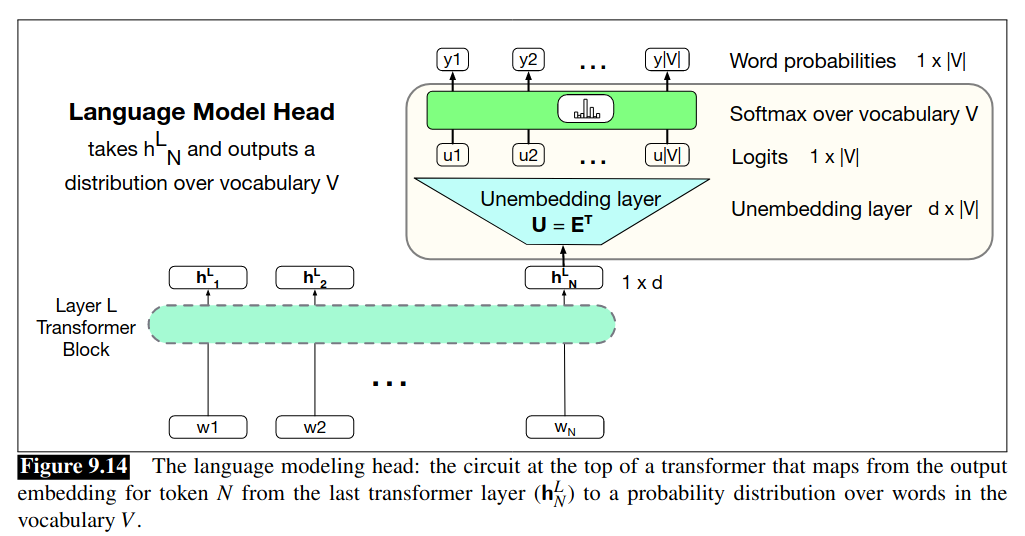 y1 y2 ... y|V| Word probabilities 1 x |V|
Language Model Head
takes h^L_N and outputs a
distribution over vocabulary V
Softmax over vocabulary V
u1 u2 ... u|V| Logits 1 x |V|
Unembedding layer
U = E^T
Unembedding layer d x |V|
h^L_1 h^L_2 h^L_N 1 x d
Layer L
Transformer
Block
...
w1 w2 w_N
Figure 9.14 The language modeling head: the circuit at the top of a transformer that maps from the output
embedding for token N from the last transformer layer (h^L_N) to a probability distribution over words in the
vocabulary V.